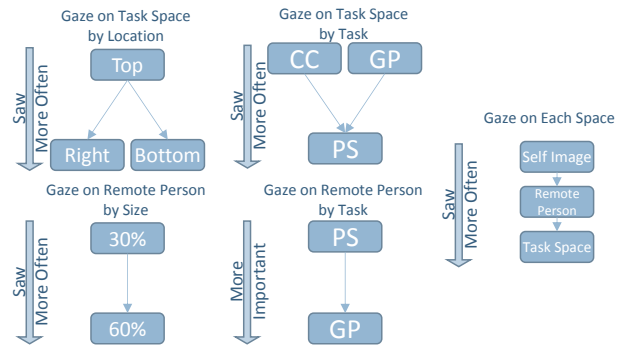 Gaze on Task Space
by Location
Saw
More Often
Top
Right
Bottom
Gaze on Task Space
by Task
Saw
More Often
CC
GP
PS
Gaze on Remote Person
by Size
Saw
More Often
30%
60%
Gaze on Remote Person
by Task
More
Important
PS
GP
Gaze on Each Space
Saw
More Often
Self Image
Remote
Person
Task Space